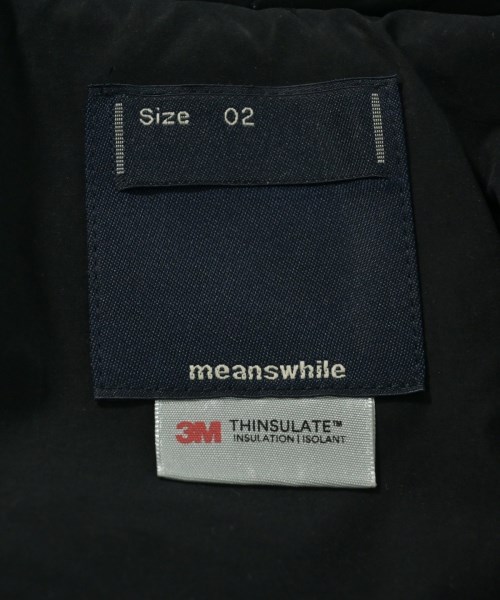 Size 02
meanswhile
3M THINSULATE™
INSULATION | ISOLANT